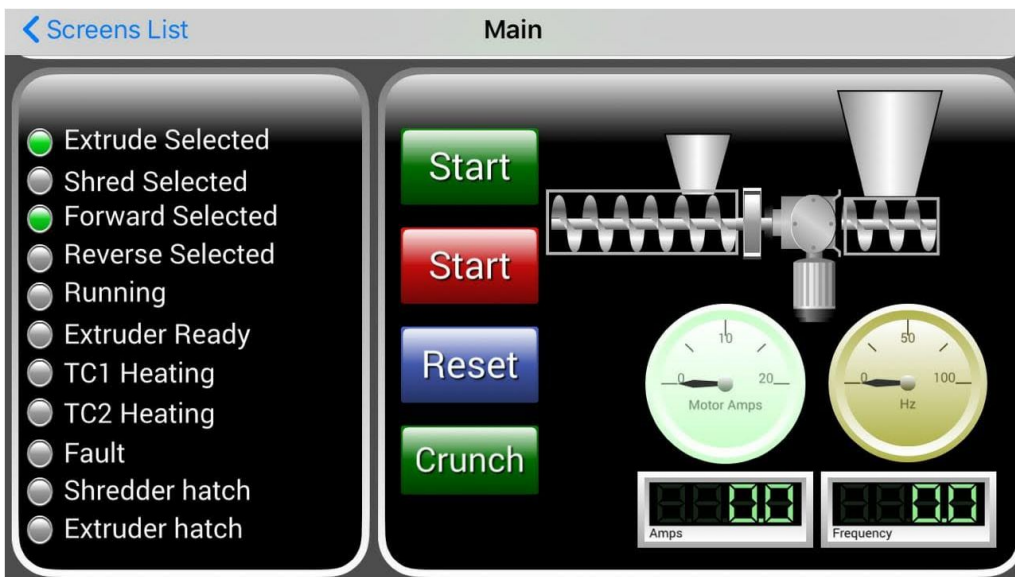 Screens List
Main
Extrude Selected
Shred Selected
Forward Selected
Reverse Selected
Running
Extruder Ready
TC1 Heating
TC2 Heating
Fault
Shredder hatch
Extruder hatch
Start
Start
Reset
Crunch
0 10 20
Motor Amps
0 50 100
Hz
0.0
Amps
0.0
Frequency